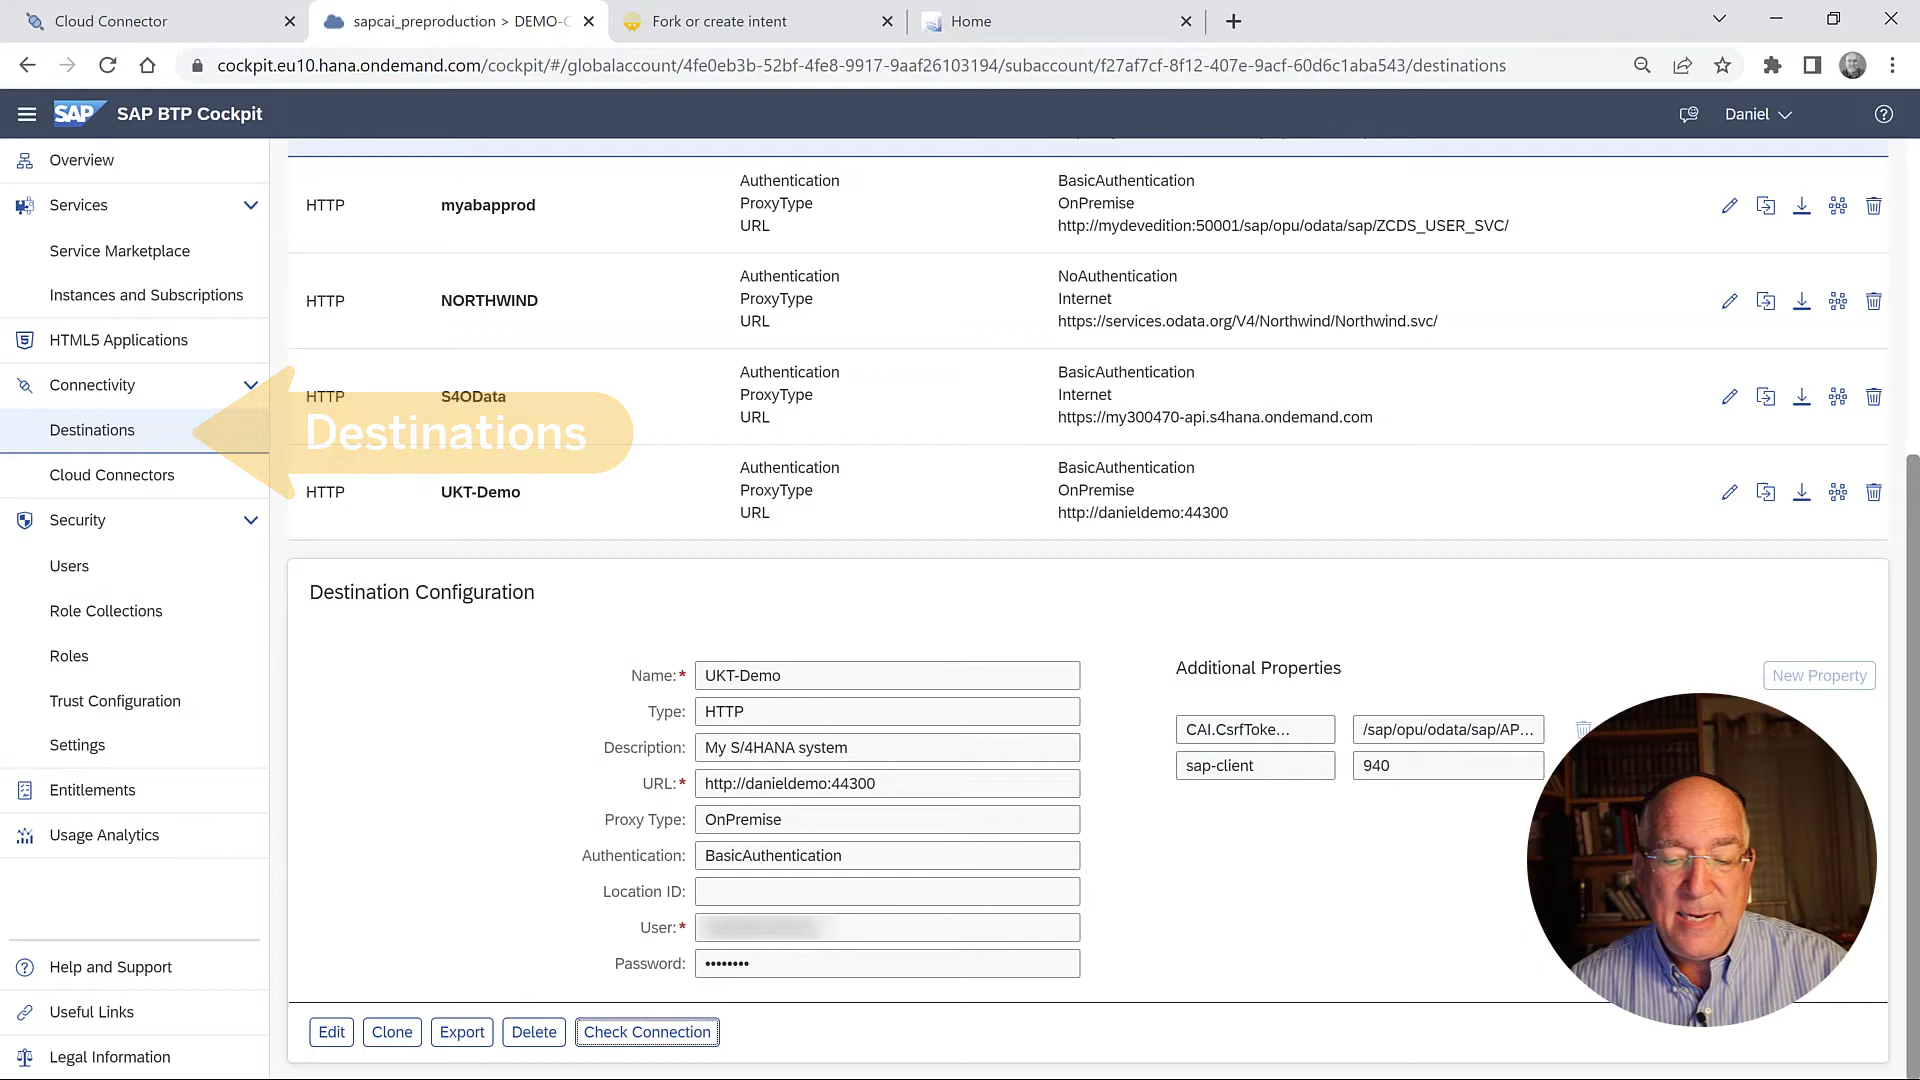 Cloud Connector
sapcai_preproduction > DEMO-C
Fork or create intent
Home
cockpit.eu10.hana.ondemand.com/cockpit/#/globalaccount/4fe0eb3b-52bf-4fe8-9917-9aaf26103194/subaccount/f27af7cf-8f12-407e-9acf-60d6c1aba543/destinations
SAP SAP BTP Cockpit
Daniel
Overview
Services
Service Marketplace
Instances and Subscriptions
HTML5 Applications
Connectivity
Destinations
Cloud Connectors
Security
Users
Role Collections
Roles
Trust Configuration
Settings
Entitlements
Usage Analytics
Help and Support
Useful Links
Legal Information
HTTP myabapprod
Authentication BasicAuthentication
ProxyType OnPremise
URL http://mydevedition:50001/sap/opu/odata/sap/ZCDS_USER_SVC/
HTTP NORTHWIND
Authentication NoAuthentication
ProxyType Internet
URL https://services.odata.org/V4/Northwind/Northwind.svc/
HTTP S4OData
Authentication BasicAuthentication
ProxyType Internet
URL https://my300470-api.s4hana.ondemand.com
Destinations
HTTP UKT-Demo
Authentication BasicAuthentication
ProxyType OnPremise
URL http://danieldemo:44300
Destination Configuration
Name:* UKT-Demo
Type: HTTP
Description: My S/4HANA system
URL:* http://danieldemo:44300
Proxy Type: OnPremise
Authentication: BasicAuthentication
Location ID:
User:*
Password: ••••••••
Additional Properties
New Property
CAI.CsrfToke... /sap/opu/odata/sap/AP...
sap-client 940
Edit Clone Export Delete Check Connection